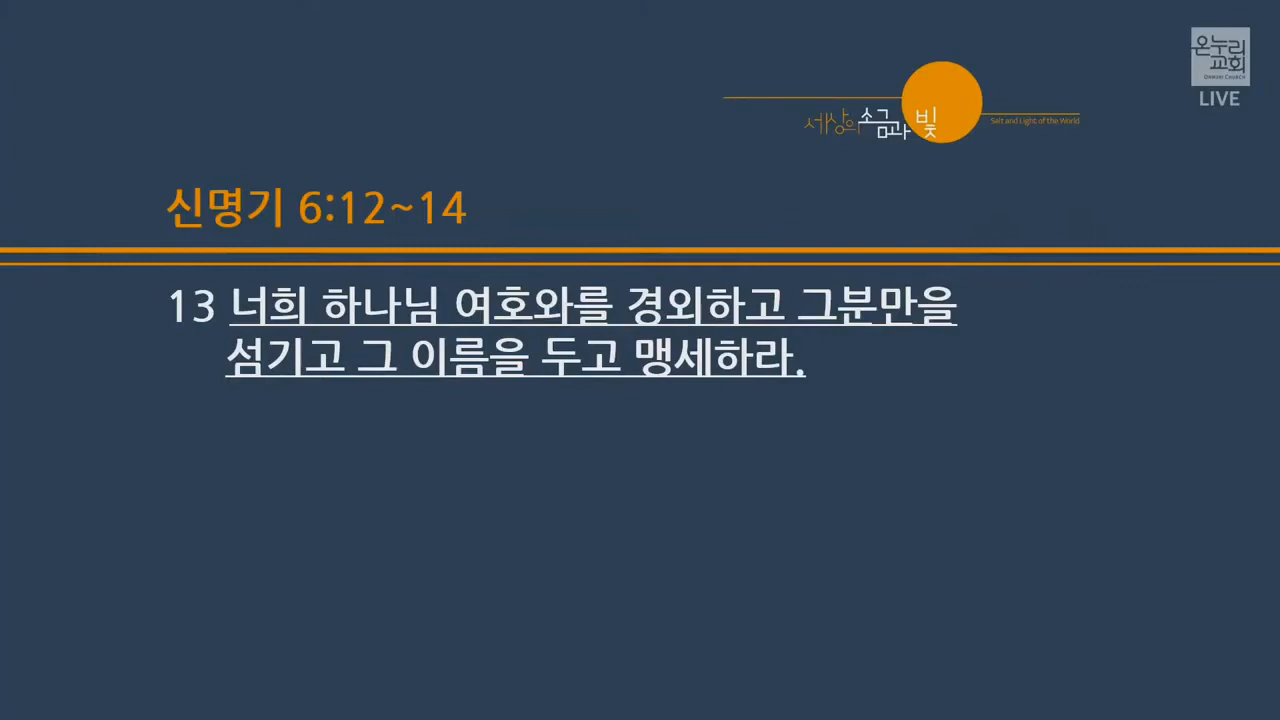 온누리
교회
ONNURI CHURCH
LIVE
세상의 소금과 빛
Salt and Light of the World
신명기 6:12~14
13 너희 하나님 여호와를 경외하고 그분만을
섬기고 그 이름을 두고 맹세하라.